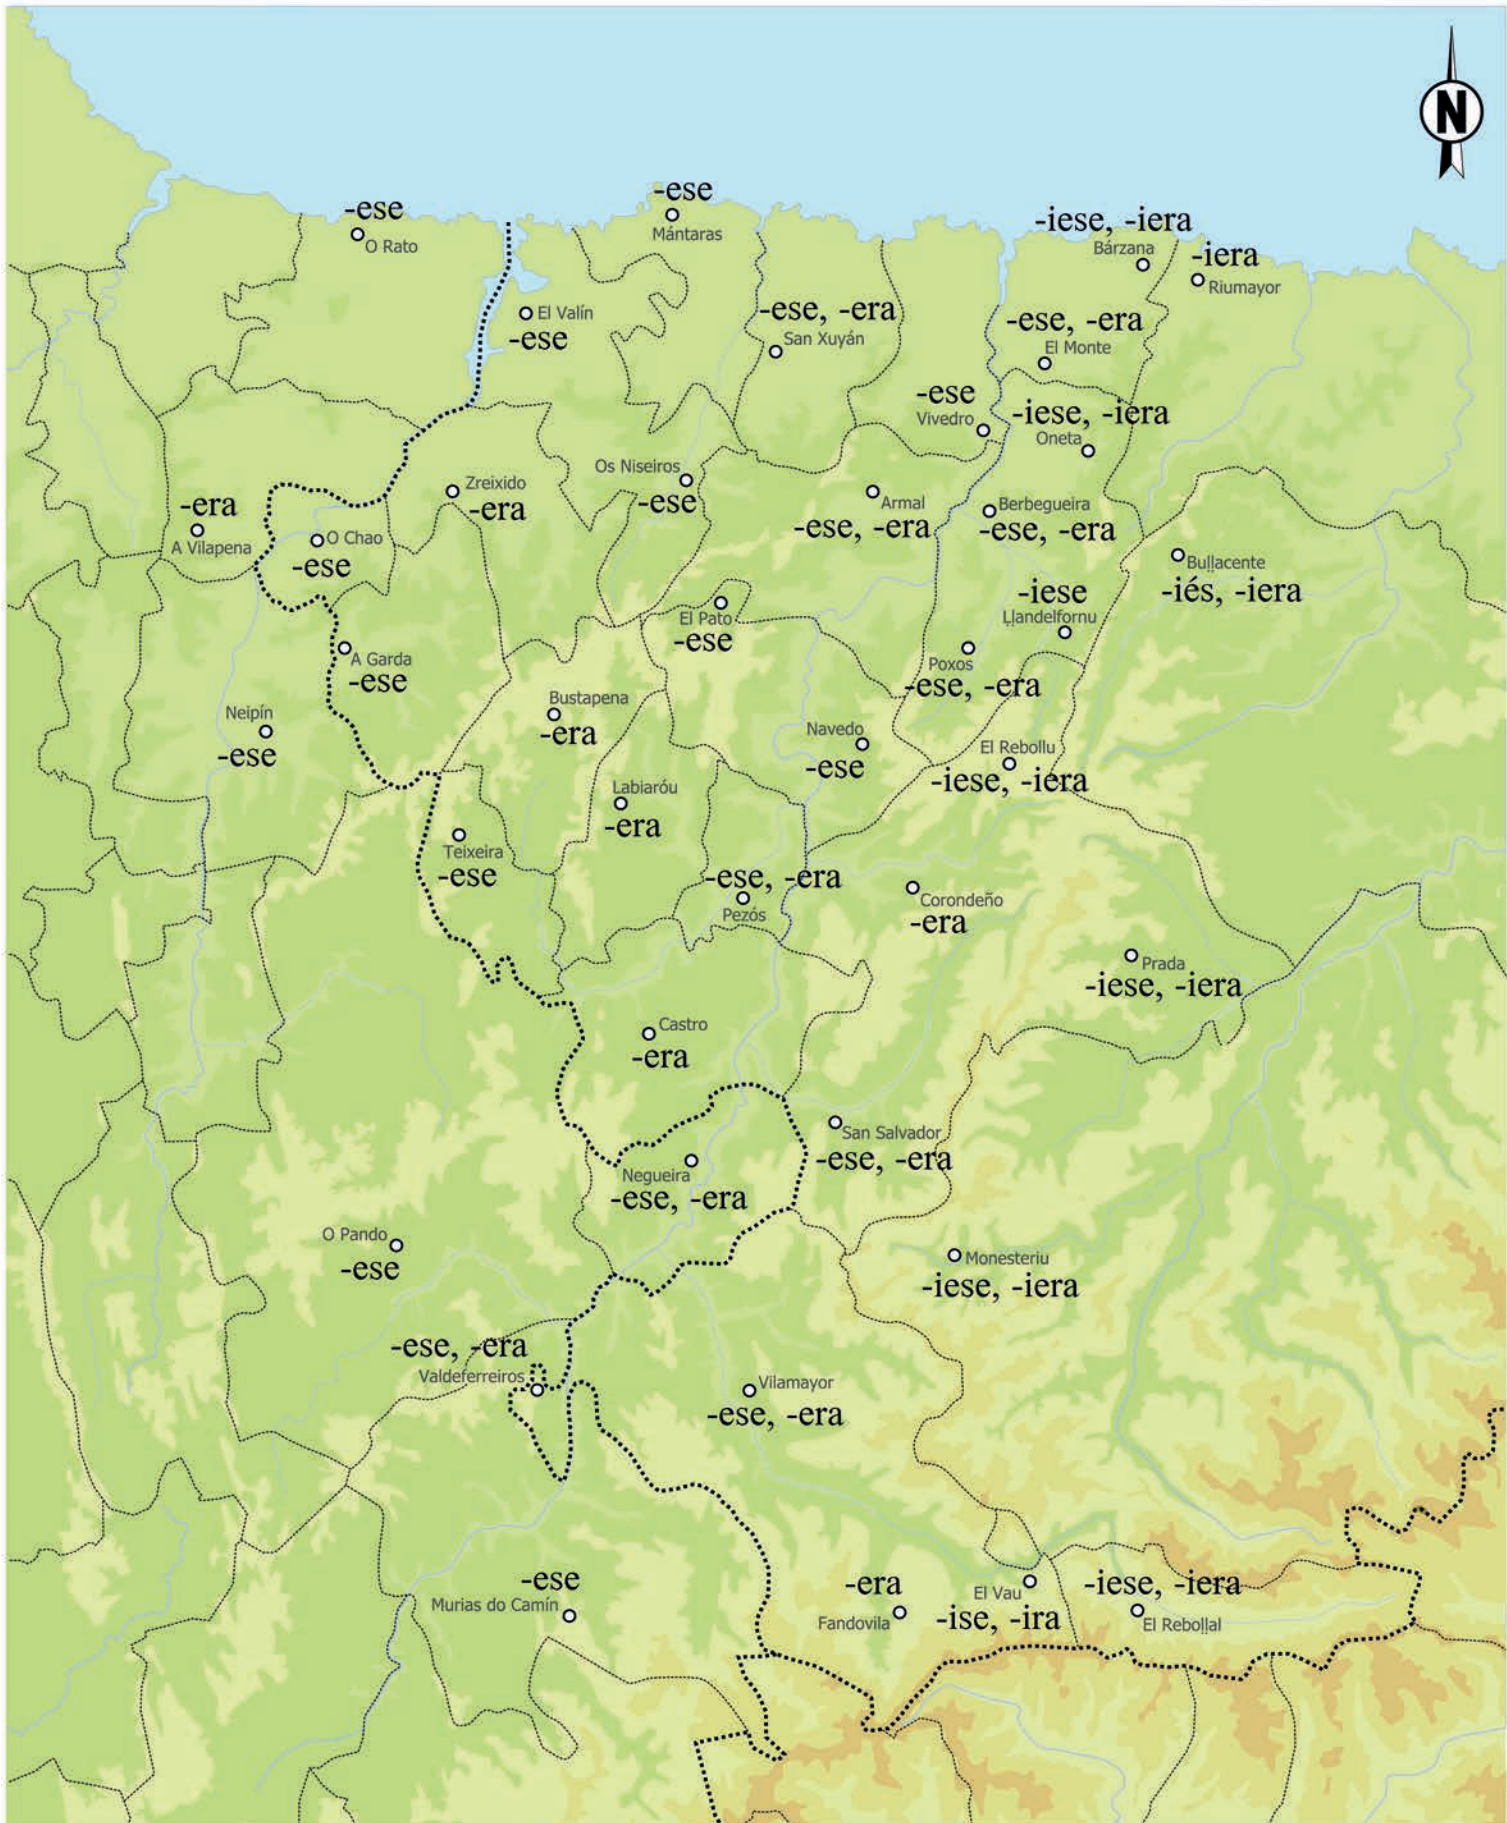 N
-ese
O Rato
-ese
Mántaras
-iese, -iera
Bárzana
-iera
Riumayor
El Valín
-ese
-ese, -era
San Xuyán
-ese, -era
El Monte
-ese
Vivedro
-iese, -iera
Oneta
Os Niseiros
-ese
Zreixido
-era
-era
A Vilapena
O Chao
-ese
Armal
-ese, -era
Berbegueira
-ese, -era
Buḷḷacente
-iés, -iera
-iese
Ḷḷandelfornu
El Pato
-ese
A Garda
-ese
Poxos
-ese, -era
Bustapena
-era
Neipín
-ese
Navedo
-ese
El Rebollu
-iese, -iera
Labiaróu
-era
Teixeira
-ese
-ese, -era
Pezós
Corondeño
-era
Prada
-iese, -iera
Castro
-era
San Salvador
-ese, -era
Negueira
-ese, -era
O Pando
-ese
Monesteriu
-iese, -iera
-ese, -era
Valdeferreiros
Vilamayor
-ese, -era
-ese
Murias do Camín
-era
Fandovila
El Vau
-ise, -ira
-iese, -iera
El Reboḷḷal